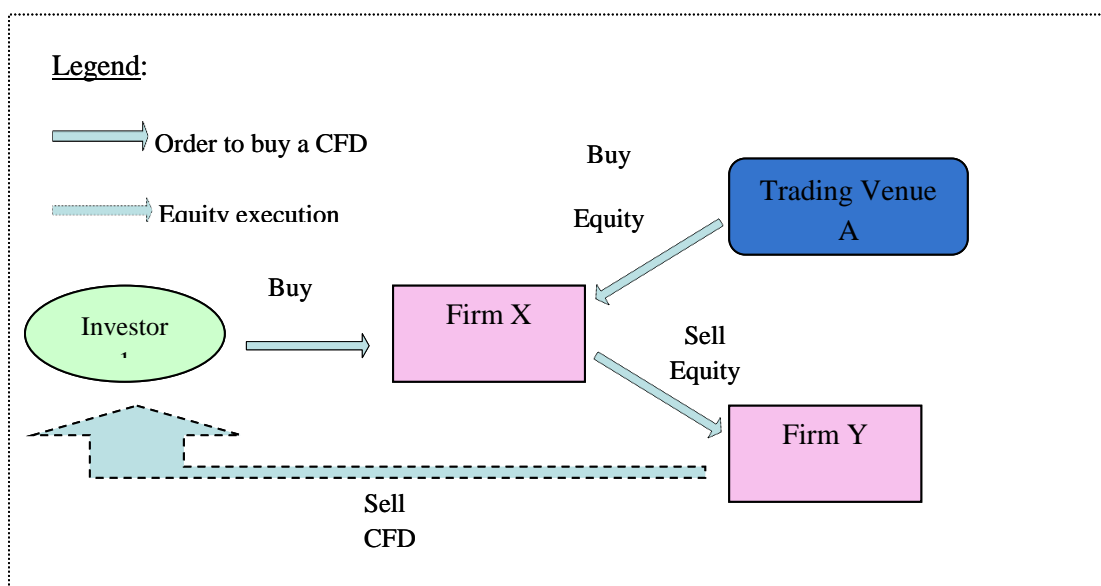 Legend:
Order to buy a CFD
Equity execution
Buy
Equity
Trading Venue
A
Buy
Firm X
Investor
Sell
Equity
Firm Y
Sell
CFD